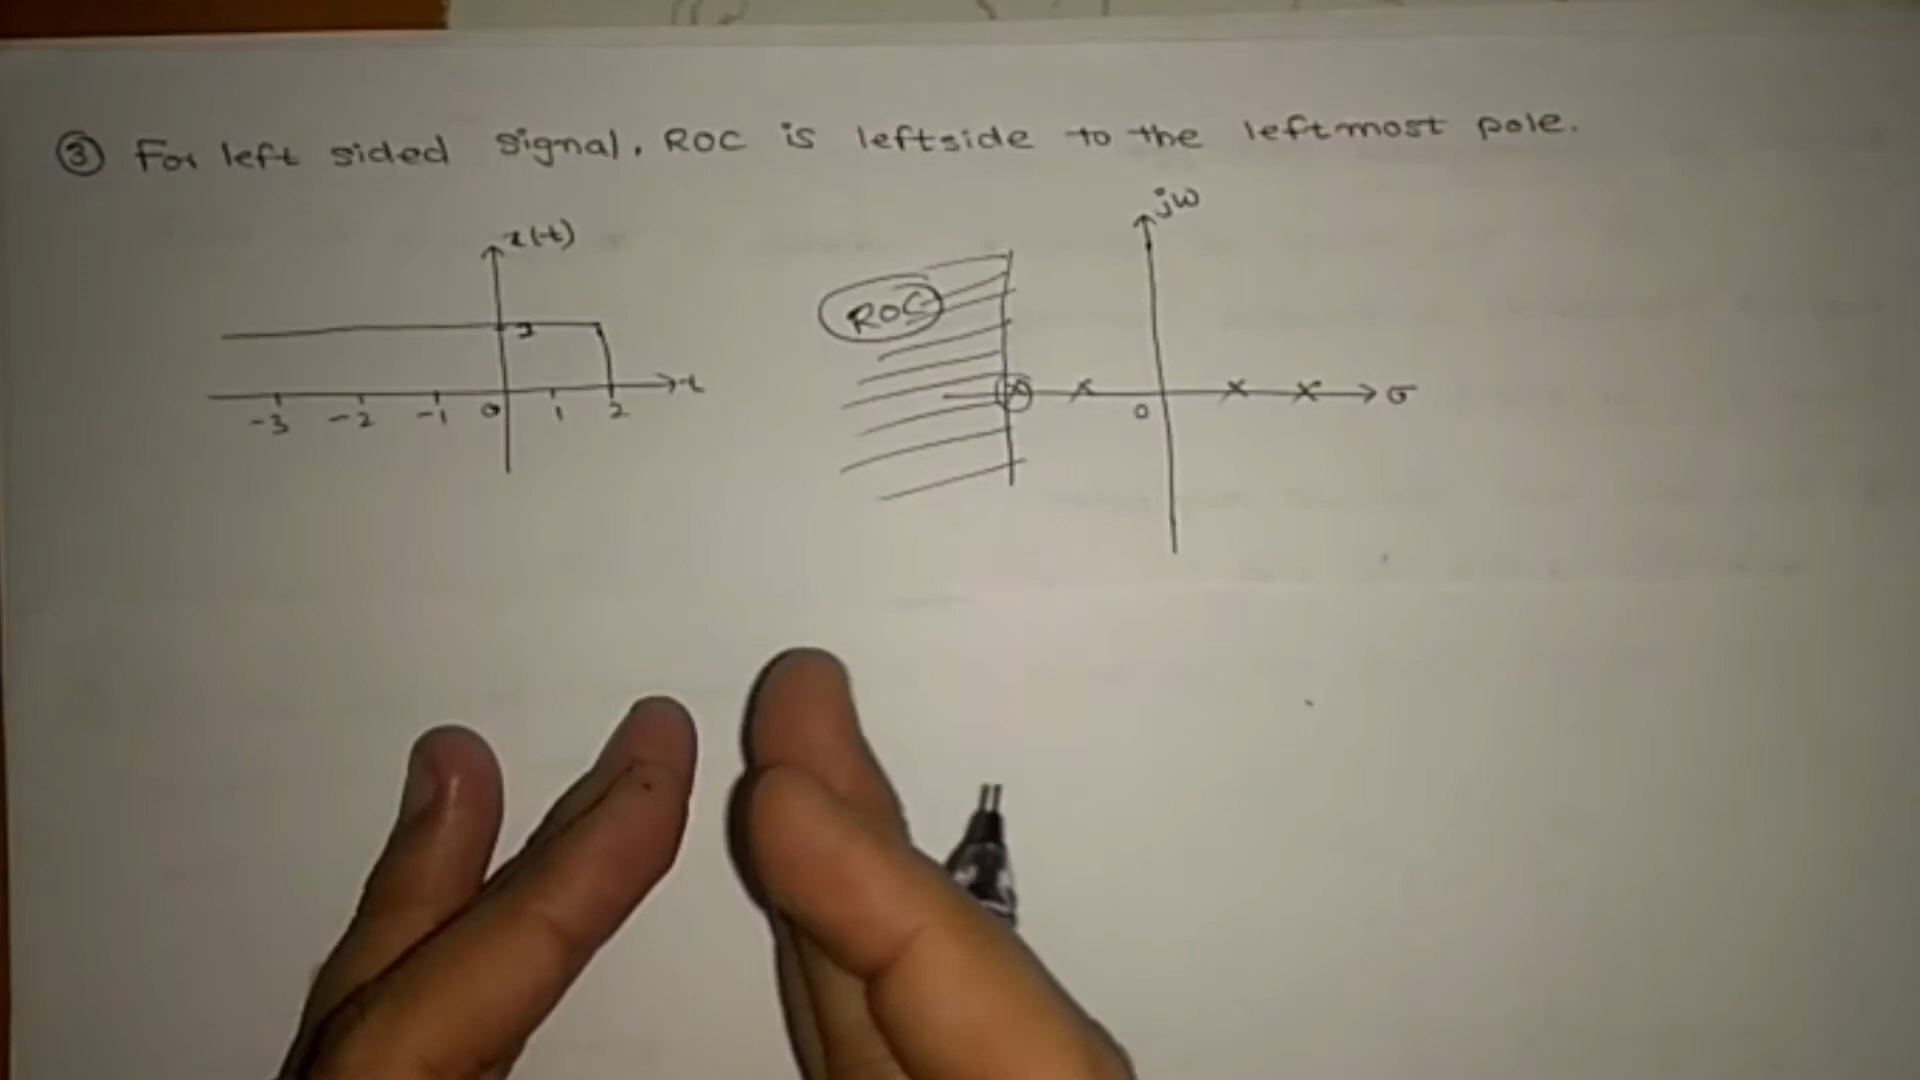 ③ For left sided signal, ROC is leftside to the leftmost pole.
x(t)
3
-3 -2 -1 0 1 2
t
jω
ROC
0
σ